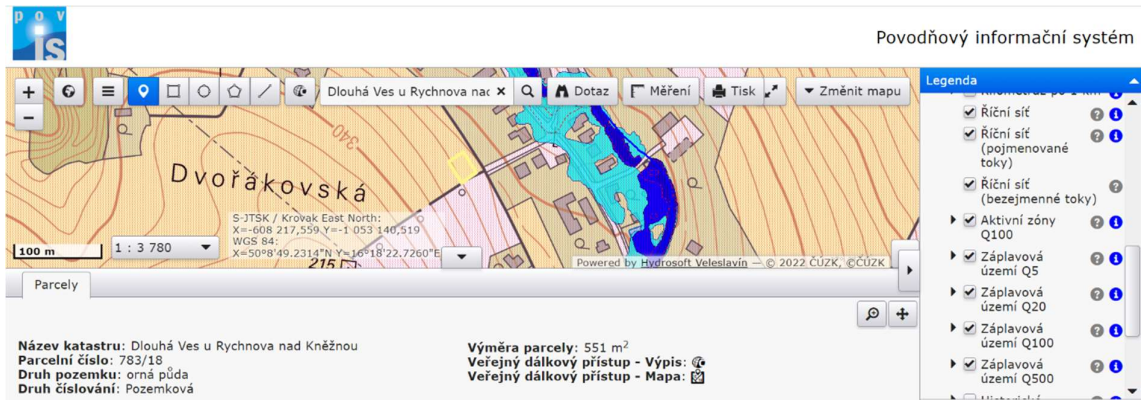 p o v
is
Povodňový informační systém
+
−
Dlouhá Ves u Rychnova nad
×
Dotaz
Měření
Tisk
Změnit mapu
Legenda
Kilometráž po 1 km
Říční síť
Říční síť
(pojmenované
toky)
Říční síť
(bezejmenné toky)
Aktivní zóny
Q100
Záplavová
území Q5
Záplavová
území Q20
Záplavová
území Q100
Záplavová
území Q500
340
Dvořákovská
S-JTSK / Krovak East North:
X=-608 217,559 Y=-1 053 140,519
WGS 84:
X=50°8'49.2314"N Y=16°18'22.7260"E
100 m
1 : 3 780
215
Powered by Hydrosoft Veleslavín — © 2022 ČÚZK, ©ČÚZK
Parcely
Název katastru: Dlouhá Ves u Rychnova nad Kněžnou
Parcelní číslo: 783/18
Druh pozemku: orná půda
Druh číslování: Pozemková
Výměra parcely: 551 m²
Veřejný dálkový přístup - Výpis:
Veřejný dálkový přístup - Mapa: